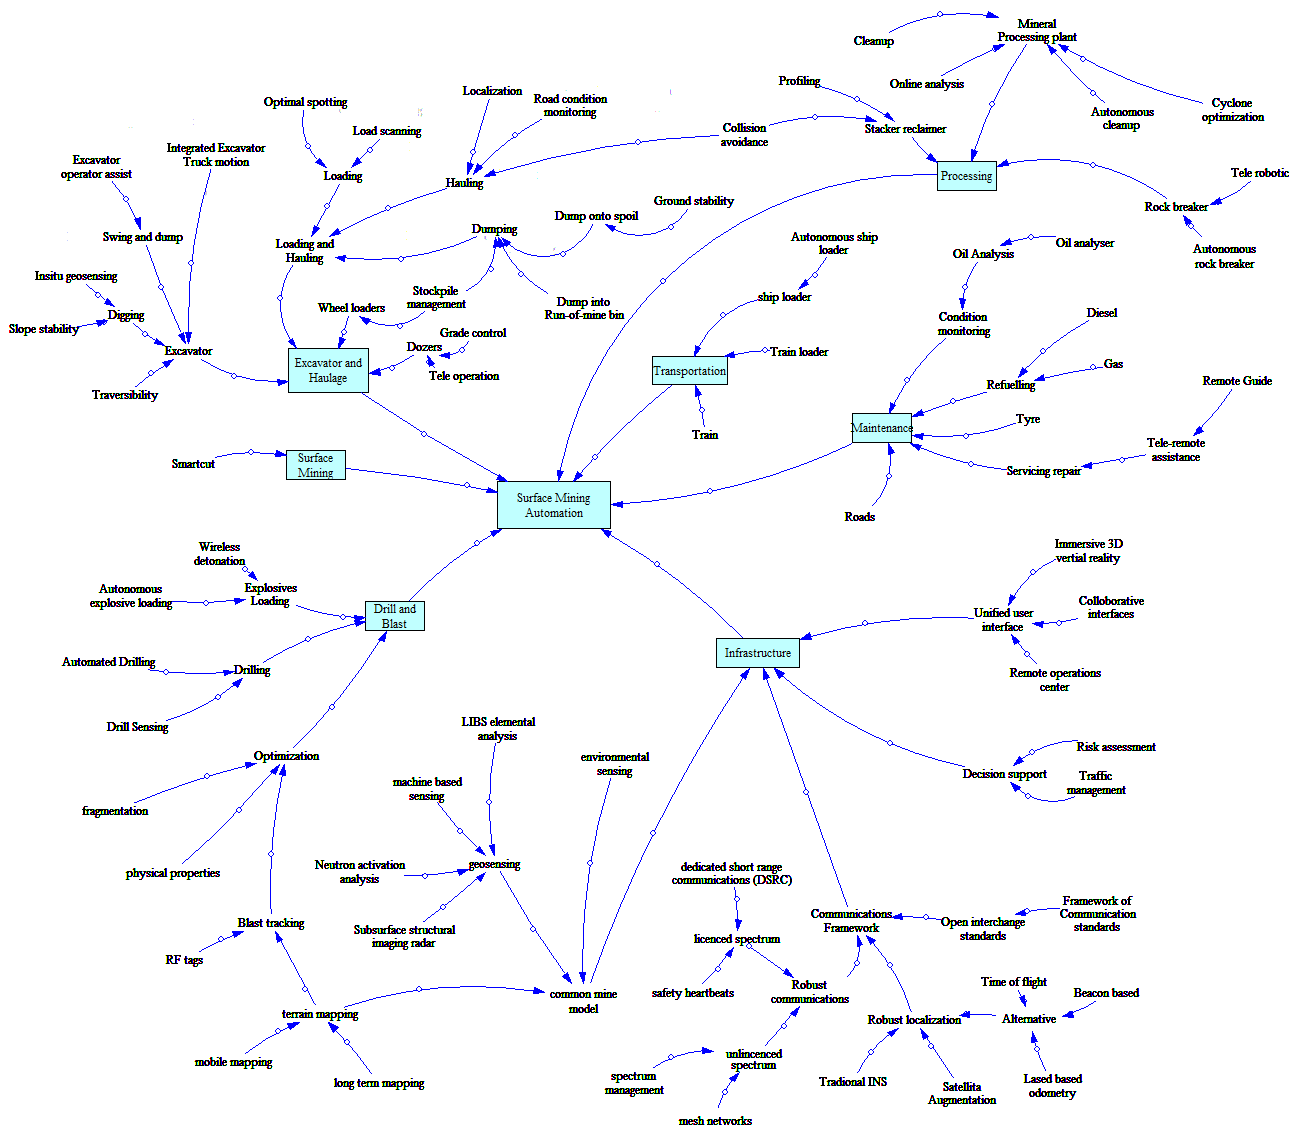 Mineral
Processing plant
Cleanup
Online analysis
Autonomous
cleanup
Cyclone
optimization
Profiling
Stacker reclaimer
Collision
avoidance
Processing
Tele robotic
Rock breaker
Autonomous
rock breaker
Localization
Road condition
monitoring
Optimal spotting
Load scanning
Loading
Hauling
Integrated Excavator
Truck motion
Excavator
operator assist
Swing and dump
Insitu geosensing
Digging
Slope stability
Excavator
Traversibility
Loading and
Hauling
Dumping
Dump onto spoil
Ground stability
Stockpile
management
Dump into
Run-of-mine bin
Wheel loaders
Grade control
Dozers
Tele operation
Excavator and
Haulage
Autonomous ship
loader
ship loader
Train loader
Transportation
Train
Oil analyser
Oil Analysis
Condition
monitoring
Diesel
Gas
Refuelling
Remote Guide
Tyre
Maintenance
Tele-remote
assistance
Servicing repair
Roads
Smartcut
Surface
Mining
Surface Mining
Automation
Wireless
detonation
Explosives
Loading
Autonomous
explosive loading
Drill and
Blast
Automated Drilling
Drilling
Drill Sensing
Optimization
fragmentation
physical properties
Blast tracking
RF tags
terrain mapping
mobile mapping
long term mapping
Immersive 3D
vertial reality
Unified user
interface
Colloborative
interfaces
Remote operations
center
Infrastructure
Risk assessment
Decision support
Traffic
management
LIBS elemental
analysis
environmental
sensing
machine based
sensing
Neutron activation
analysis
geosensing
Subsurface structural
imaging radar
common mine
model
dedicated short range
communications (DSRC)
licenced spectrum
safety heartbeats
Robust
communications
unlincenced
spectrum
spectrum
management
mesh networks
Communications
Framework
Open interchange
standards
Framework of
Communication
standards
Time of flight
Beacon based
Robust localization
Alternative
Tradional INS
Satellita
Augmentation
Lased based
odometry